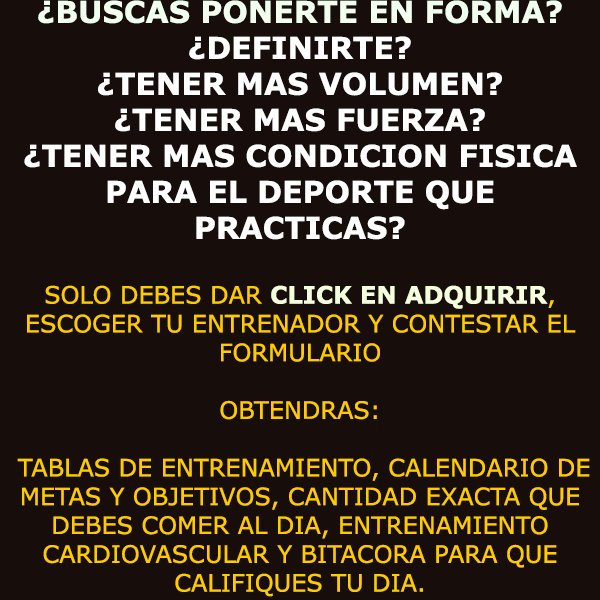 ¿BUSCAS PONERTE EN FORMA?
¿DEFINIRTE?
¿TENER MAS VOLUMEN?
¿TENER MAS FUERZA?
¿TENER MAS CONDICION FISICA
PARA EL DEPORTE QUE
PRACTICAS?
SOLO DEBES DAR CLICK EN ADQUIRIR,
ESCOGER TU ENTRENADOR Y CONTESTAR EL
FORMULARIO
OBTENDRAS:
TABLAS DE ENTRENAMIENTO, CALENDARIO DE
METAS Y OBJETIVOS, CANTIDAD EXACTA QUE
DEBES COMER AL DIA, ENTRENAMIENTO
CARDIOVASCULAR Y BITACORA PARA QUE
CALIFIQUES TU DIA.